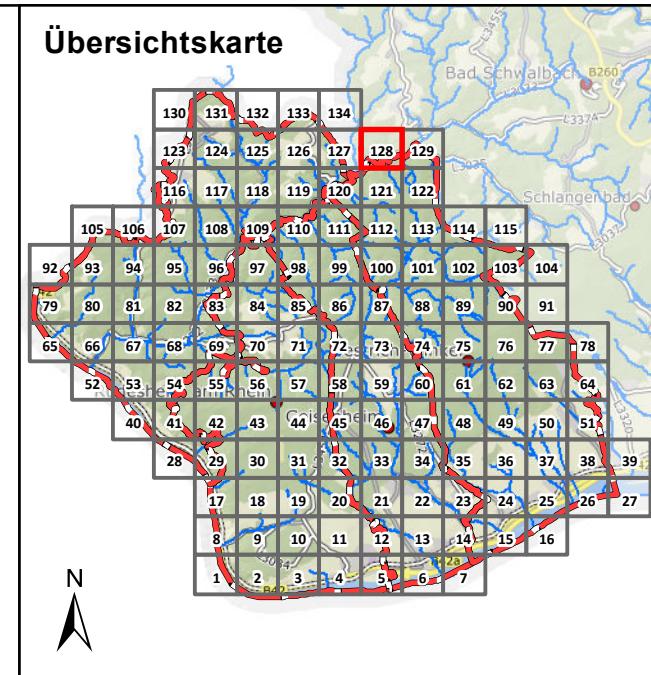 Übersichtskarte
Bad Schwalbach
B260
L3374
L3035
Schlangenbad
L3037
130 131 132 133 134
123 124 125 126 127 128 129
116 117 118 119 120 121 122
105 106 107 108 109 110 111 112 113 114 115
92 93 94 95 96 97 98 99 100 101 102 103 104
79 80 81 82 83 84 85 86 87 88 89 90 91
65 66 67 68 69 70 71 72 73 74 75 76 77 78
52 53 54 55 56 57 58 59 60 61 62 63 64
40 41 42 43 44 45 46 47 48 49 50 51
Geisenheim
L3320
28 29 30 31 32 33 34 35 36 37 38 39
17 18 19 20 21 22 23 24 25 26 27
8 9 10 11 12 13 14 15 16
L3034
B42a
1 2 3 4 5 6 7
B42
N